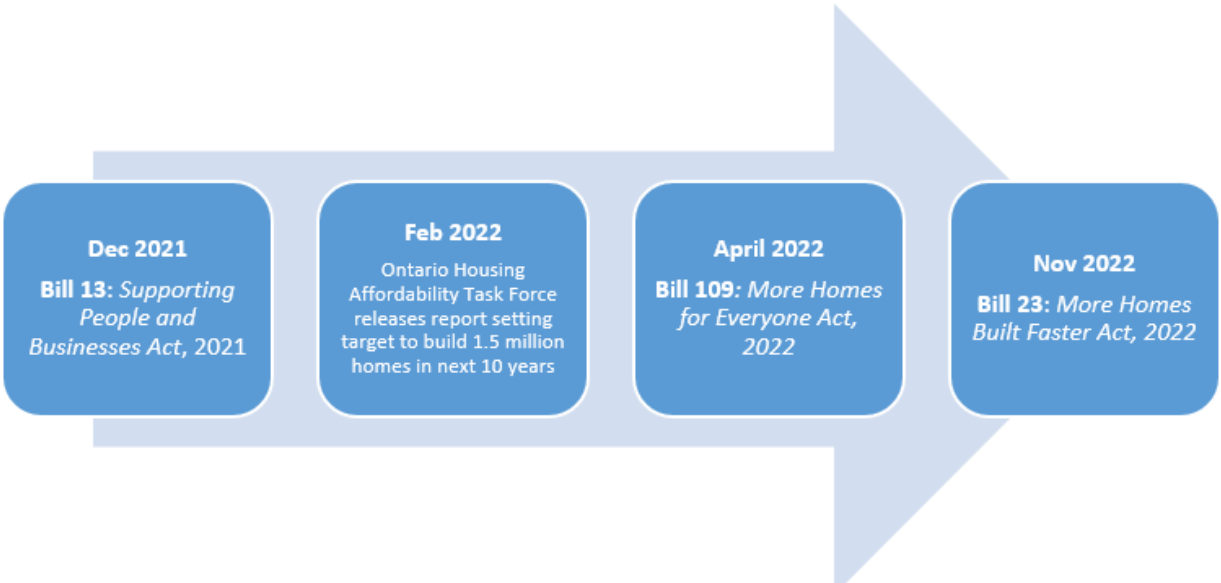 Dec 2021
Bill 13: Supporting
People and
Businesses Act, 2021
Feb 2022
Ontario Housing
Affordability Task Force
releases report setting
target to build 1.5 million
homes in next 10 years
April 2022
Bill 109: More Homes
for Everyone Act,
2022
Nov 2022
Bill 23: More Homes
Built Faster Act, 2022